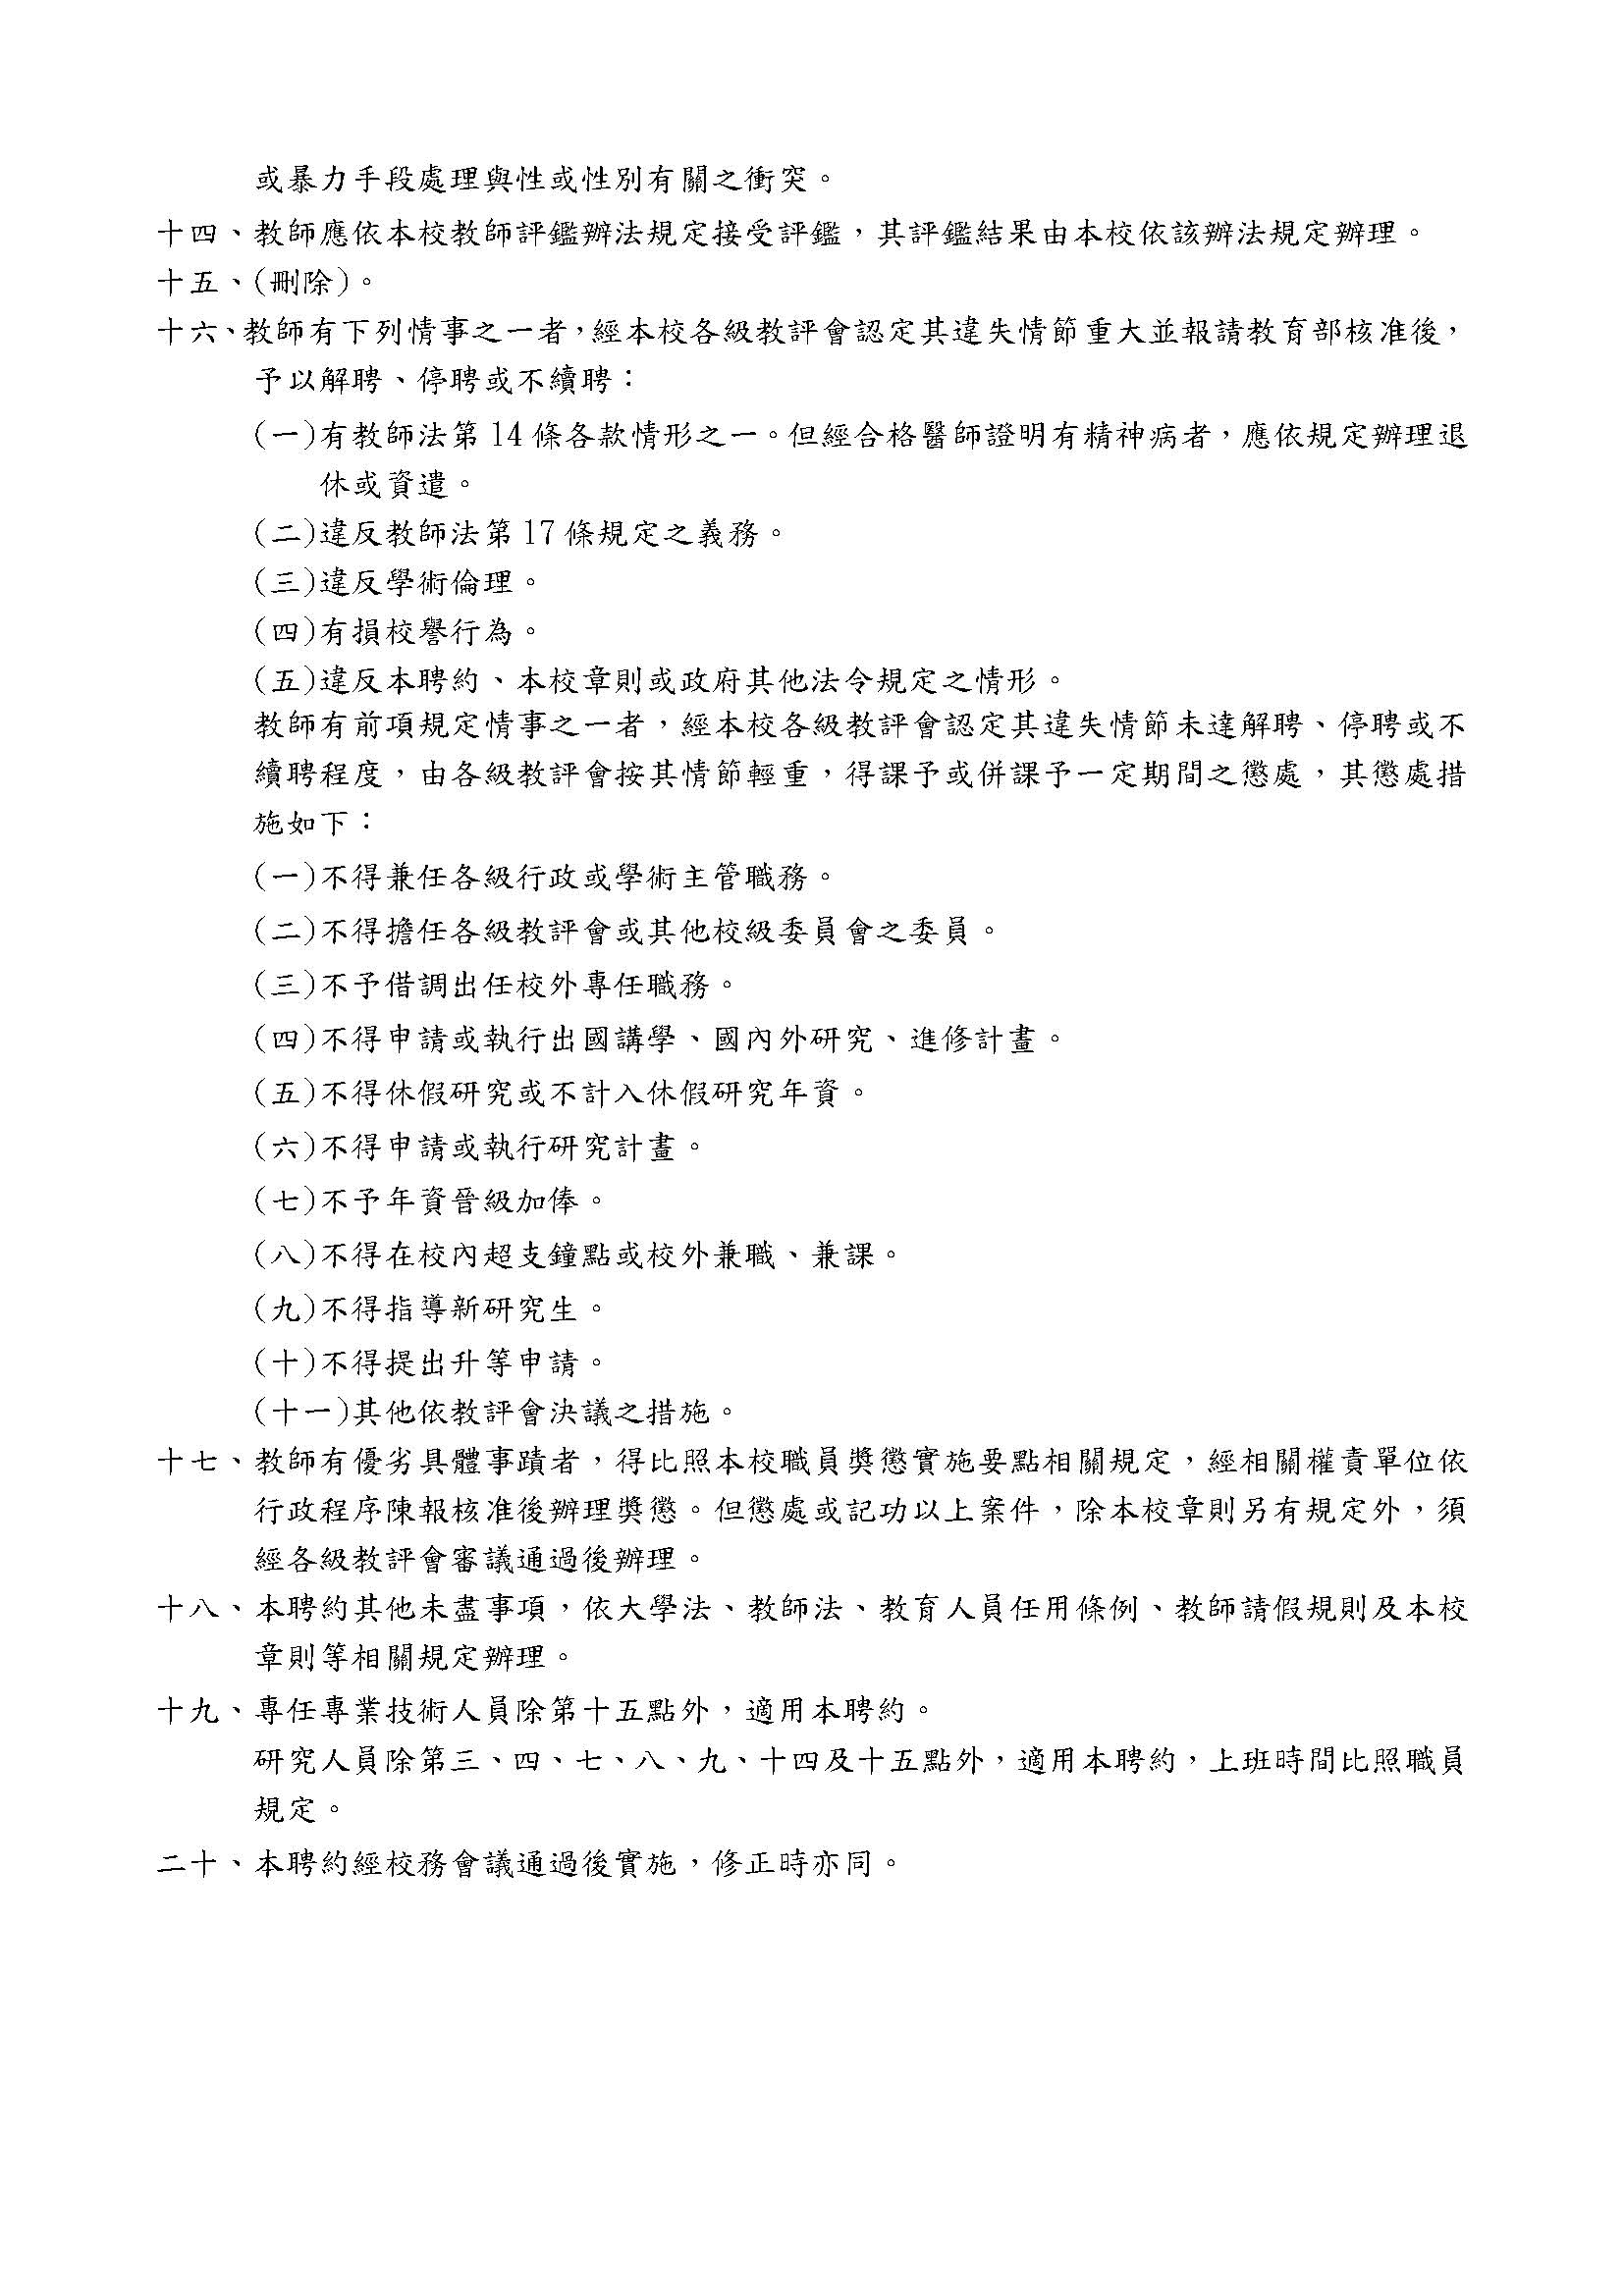 或暴力手段處理與性或性別有關之衝突。
十四、教師應依本校教師評鑑辦法規定接受評鑑，其評鑑結果由本校依該辦法規定辦理。
十五、(刪除)。
十六、教師有下列情事之一者，經本校各級教評會認定其違失情節重大並報請教育部核准後，
予以解聘、停聘或不續聘：
(一)有教師法第 14 條各款情形之一。但經合格醫師證明有精神病者，應依規定辦理退
休或資遣。
(二)違反教師法第 17 條規定之義務。
(三)違反學術倫理。
(四)有損校譽行為。
(五)違反本聘約、本校章則或政府其他法令規定之情形。
教師有前項規定情事之一者，經本校各級教評會認定其違失情節未達解聘、停聘或不
續聘程度，由各級教評會按其情節輕重，得課予或併課予一定期間之懲處，其懲處措
施如下：
(一)不得兼任各級行政或學術主管職務。
(二)不得擔任各級教評會或其他校級委員會之委員。
(三)不予借調出任校外專任職務。
(四)不得申請或執行出國講學、國內外研究、進修計畫。
(五)不得休假研究或不計入休假研究年資。
(六)不得申請或執行研究計畫。
(七)不予年資晉級加俸。
(八)不得在校內超支鐘點或校外兼職、兼課。
(九)不得指導新研究生。
(十)不得提出升等申請。
(十一)其他依教評會決議之措施。
十七、教師有優劣具體事蹟者，得比照本校職員獎懲實施要點相關規定，經相關權責單位依
行政程序陳報核准後辦理獎懲。但懲處或記功以上案件，除本校章則另有規定外，須
經各級教評會審議通過後辦理。
十八、本聘約其他未盡事項，依大學法、教師法、教育人員任用條例、教師請假規則及本校
章則等相關規定辦理。
十九、專任專業技術人員除第十五點外，適用本聘約。
研究人員除第三、四、七、八、九、十四及十五點外，適用本聘約，上班時間比照職員
規定。
二十、本聘約經校務會議通過後實施，修正時亦同。